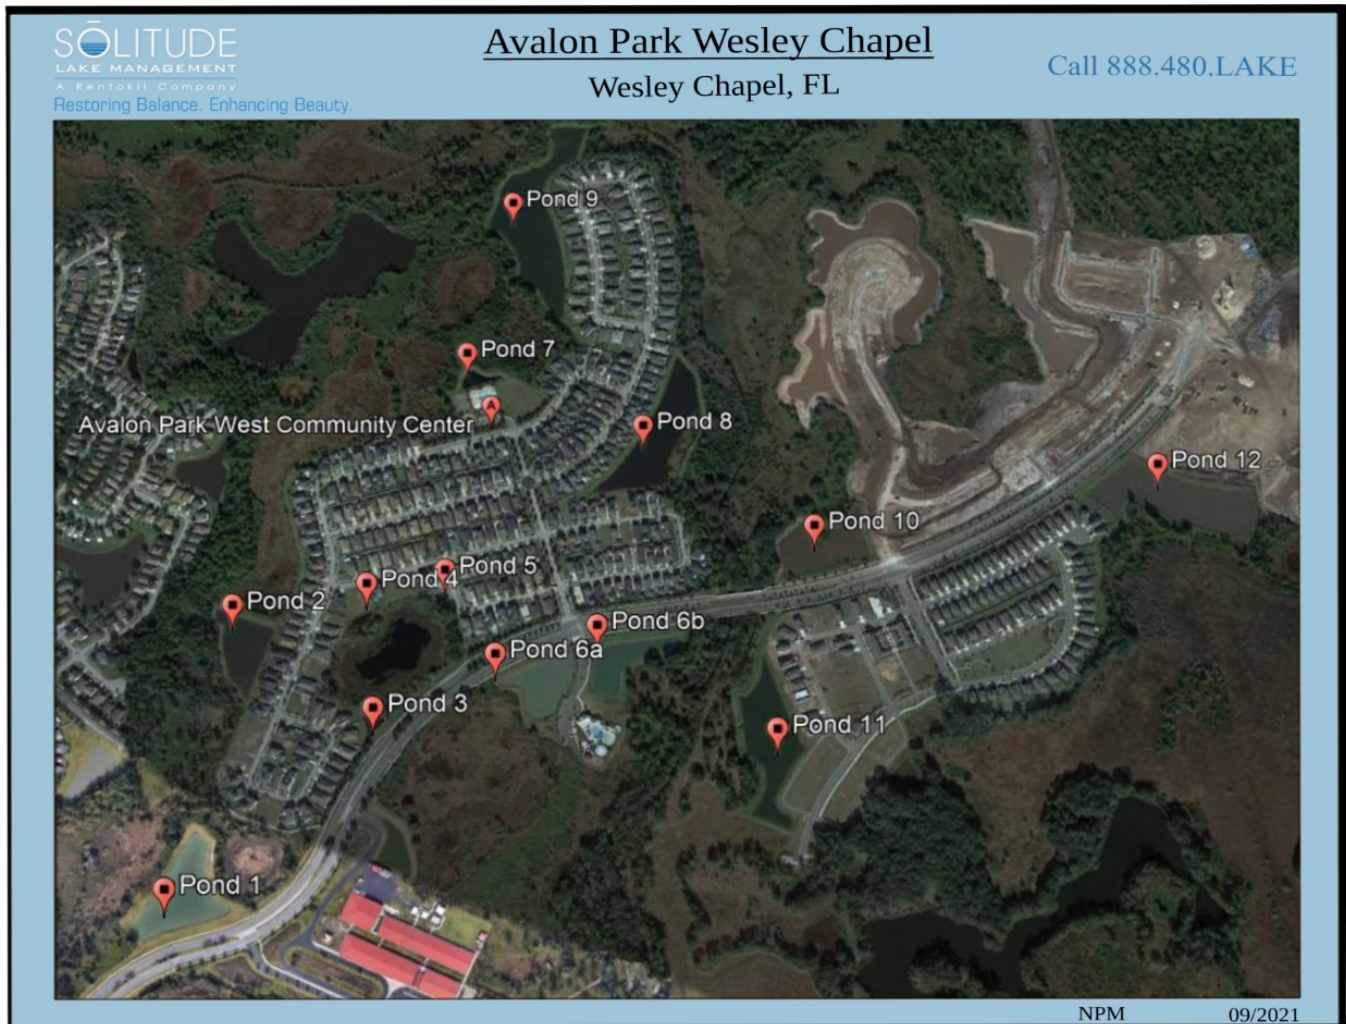 SŌLITUDE
LAKE MANAGEMENT
A Rentokil Company
Restoring Balance. Enhancing Beauty.
Avalon Park Wesley Chapel
Wesley Chapel, FL
Call 888.480.LAKE
Pond 9
Pond 7
A
Avalon Park West Community Center
Pond 8
Pond 12
Pond 10
Pond 5
Pond 4
Pond 2
Pond 6b
Pond 6a
Pond 3
Pond 11
Pond 1
NPM
09/2021